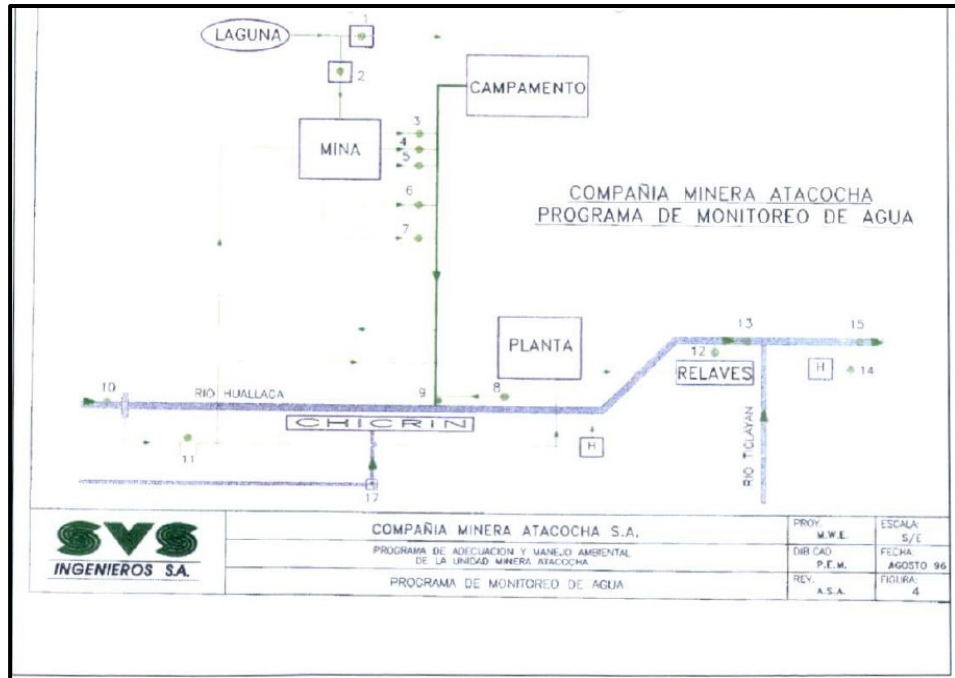 1
LAGUNA
2
CAMPAMENTO
3
MINA
4
5
6
7
COMPAÑIA MINERA ATACOCHA
PROGRAMA DE MONITOREO DE AGUA
PLANTA
13
15
12
RELAVES
H
14
10
RIO HUALLAGA
9
8
CHICRIN
H
11
RIO TICLAYAN
17
SVS
INGENIEROS S.A.
COMPAÑIA MINERA ATACOCHA S.A.
PROGRAMA DE ADECUACION Y MANEJO AMBIENTAL
DE LA UNIDAD MINERA ATACOCHA
PROGRAMA DE MONITOREO DE AGUA
PROY.
M.W.E.
ESCALA:
S/E
DIB CAD
P.E.M.
FECHA:
AGOSTO 96
REV.
A.S.A.
FIGURA:
4